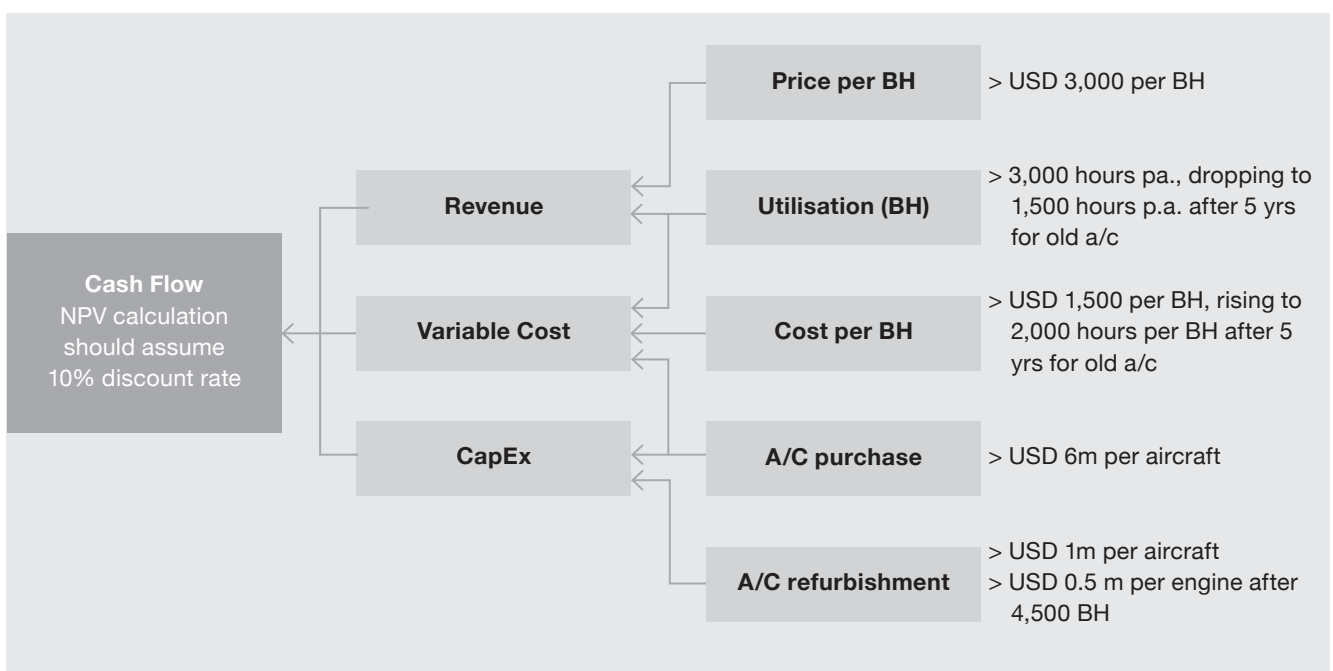 Cash Flow
NPV calculation
should assume
10% discount rate
Revenue
Variable Cost
CapEx
Price per BH
> USD 3,000 per BH
Utilisation (BH)
> 3,000 hours pa., dropping to
1,500 hours p.a. after 5 yrs
for old a/c
Cost per BH
> USD 1,500 per BH, rising to
2,000 hours per BH after 5
yrs for old a/c
A/C purchase
> USD 6m per aircraft
A/C refurbishment
> USD 1m per aircraft
> USD 0.5 m per engine after
4,500 BH